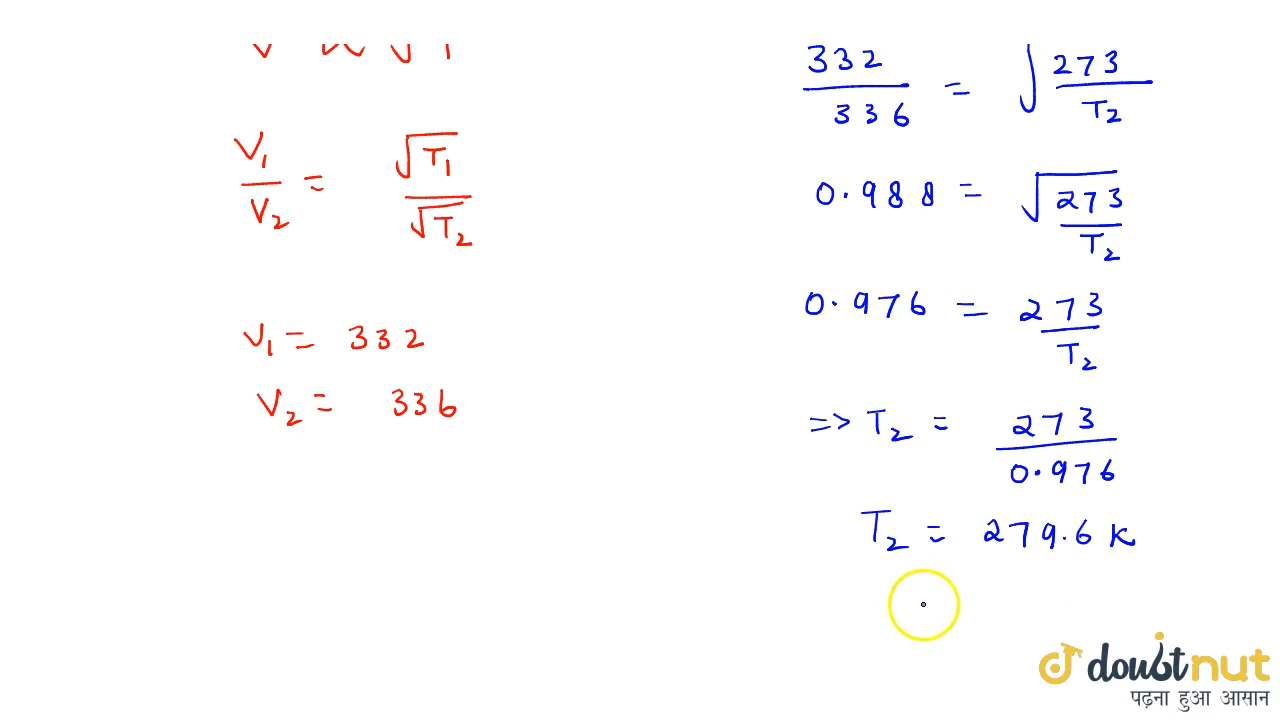 V ∝ √T
V₁/V₂ = √T₁/√T₂
V₁ = 332
V₂ = 336
332/336 = √273/T₂
0.988 = √273/T₂
0.976 = 273/T₂
=> T₂ = 273/0.976
T₂ = 279.6 K
doubtnut
पढ़ना हुआ आसान